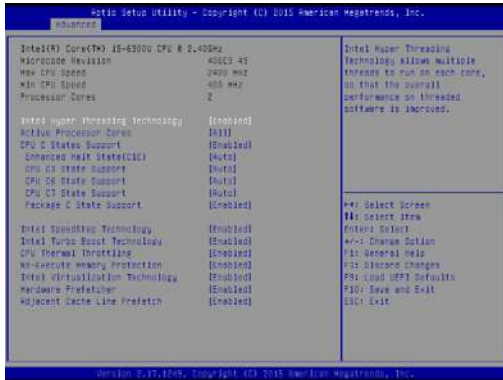 Aptio Setup Utility - Copyright (C) 2015 American Megatrends, Inc.
Advanced
Intel(R) Core(TM) i5-6300U CPU @ 2.40GHz
Microcode Revision 406E3 49
Max CPU Speed 2400 MHz
Min CPU Speed 400 MHz
Processor Cores 2
Intel Hyper Threading Technology [Enabled]
Active Processor Cores [All]
CPU C States Support [Enabled]
Enhanced Halt State(C1E) [Auto]
CPU C3 State Support [Auto]
CPU C6 State Support [Auto]
CPU C7 State Support [Auto]
Package C State Support [Enabled]
Intel SpeedStep Technology [Enabled]
Intel Turbo Boost Technology [Enabled]
CPU Thermal Throttling [Enabled]
No-Execute Memory Protection [Enabled]
Intel Virtualization Technology [Enabled]
Hardware Prefetcher [Enabled]
Adjacent Cache Line Prefetch [Enabled]
Intel Hyper Threading
Technology allows multiple
threads to run on each core,
so that the overall
performance on threaded
software is improved.
→←: Select Screen
↑↓: Select Item
Enter: Select
+/-: Change Option
F1: General Help
F7: Discard Changes
F9: Load UEFI Defaults
F10: Save and Exit
ESC: Exit
Version 2.17.1249. Copyright (C) 2015 American Megatrends, Inc.